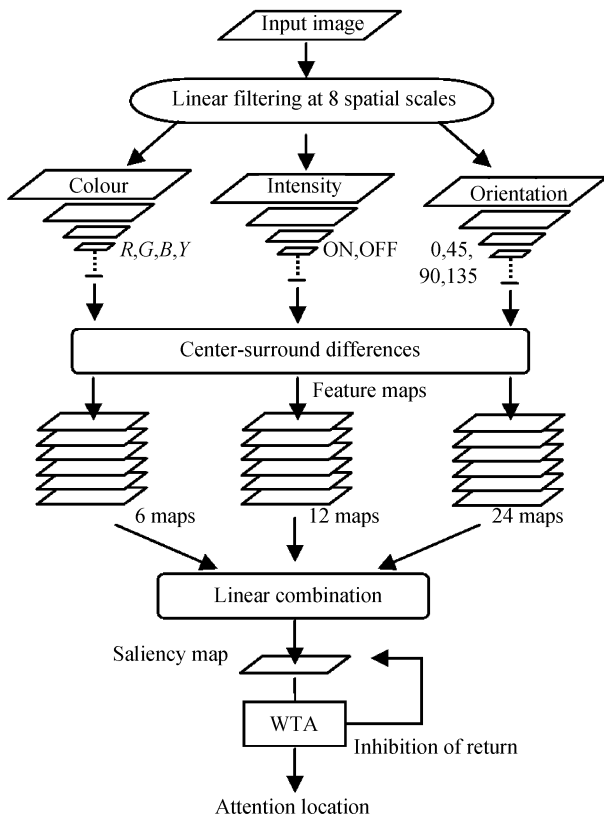 Input image
Linear filtering at 8 spatial scales
Colour
Intensity
Orientation
R,G,B,Y
ON,OFF
0,45,
90,135
Center-surround differences
Feature maps
6 maps
12 maps
24 maps
Linear combination
Saliency map
WTA
Inhibition of return
Attention location